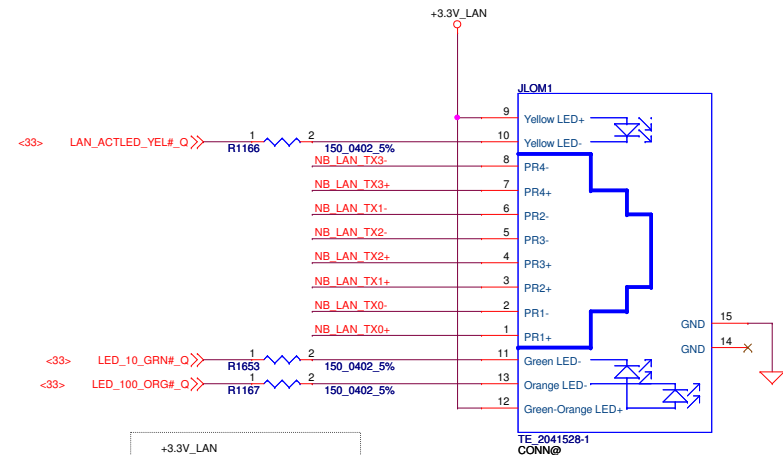 +3.3V_LAN
JLOM1
9 Yellow LED+
<33> LAN_ACTLED_YEL#_Q 1 2 10 Yellow LED-
R1166 150_0402_5%
NB_LAN_TX3- 8 PR4-
NB_LAN_TX3+ 7 PR4+
NB_LAN_TX1- 6 PR2-
NB_LAN_TX2- 5 PR3-
NB_LAN_TX2+ 4 PR3+
NB_LAN_TX1+ 3 PR2+
NB_LAN_TX0- 2 PR1-
GND 15
NB_LAN_TX0+ 1 PR1+
GND 14
<33> LED_10_GRN#_Q 1 2 11 Green LED-
R1653 150_0402_5%
<33> LED_100_ORG#_Q 1 2 13 Orange LED-
R1167 150_0402_5%
12 Green-Orange LED+
TE_2041528-1
CONN@
+3.3V_LAN